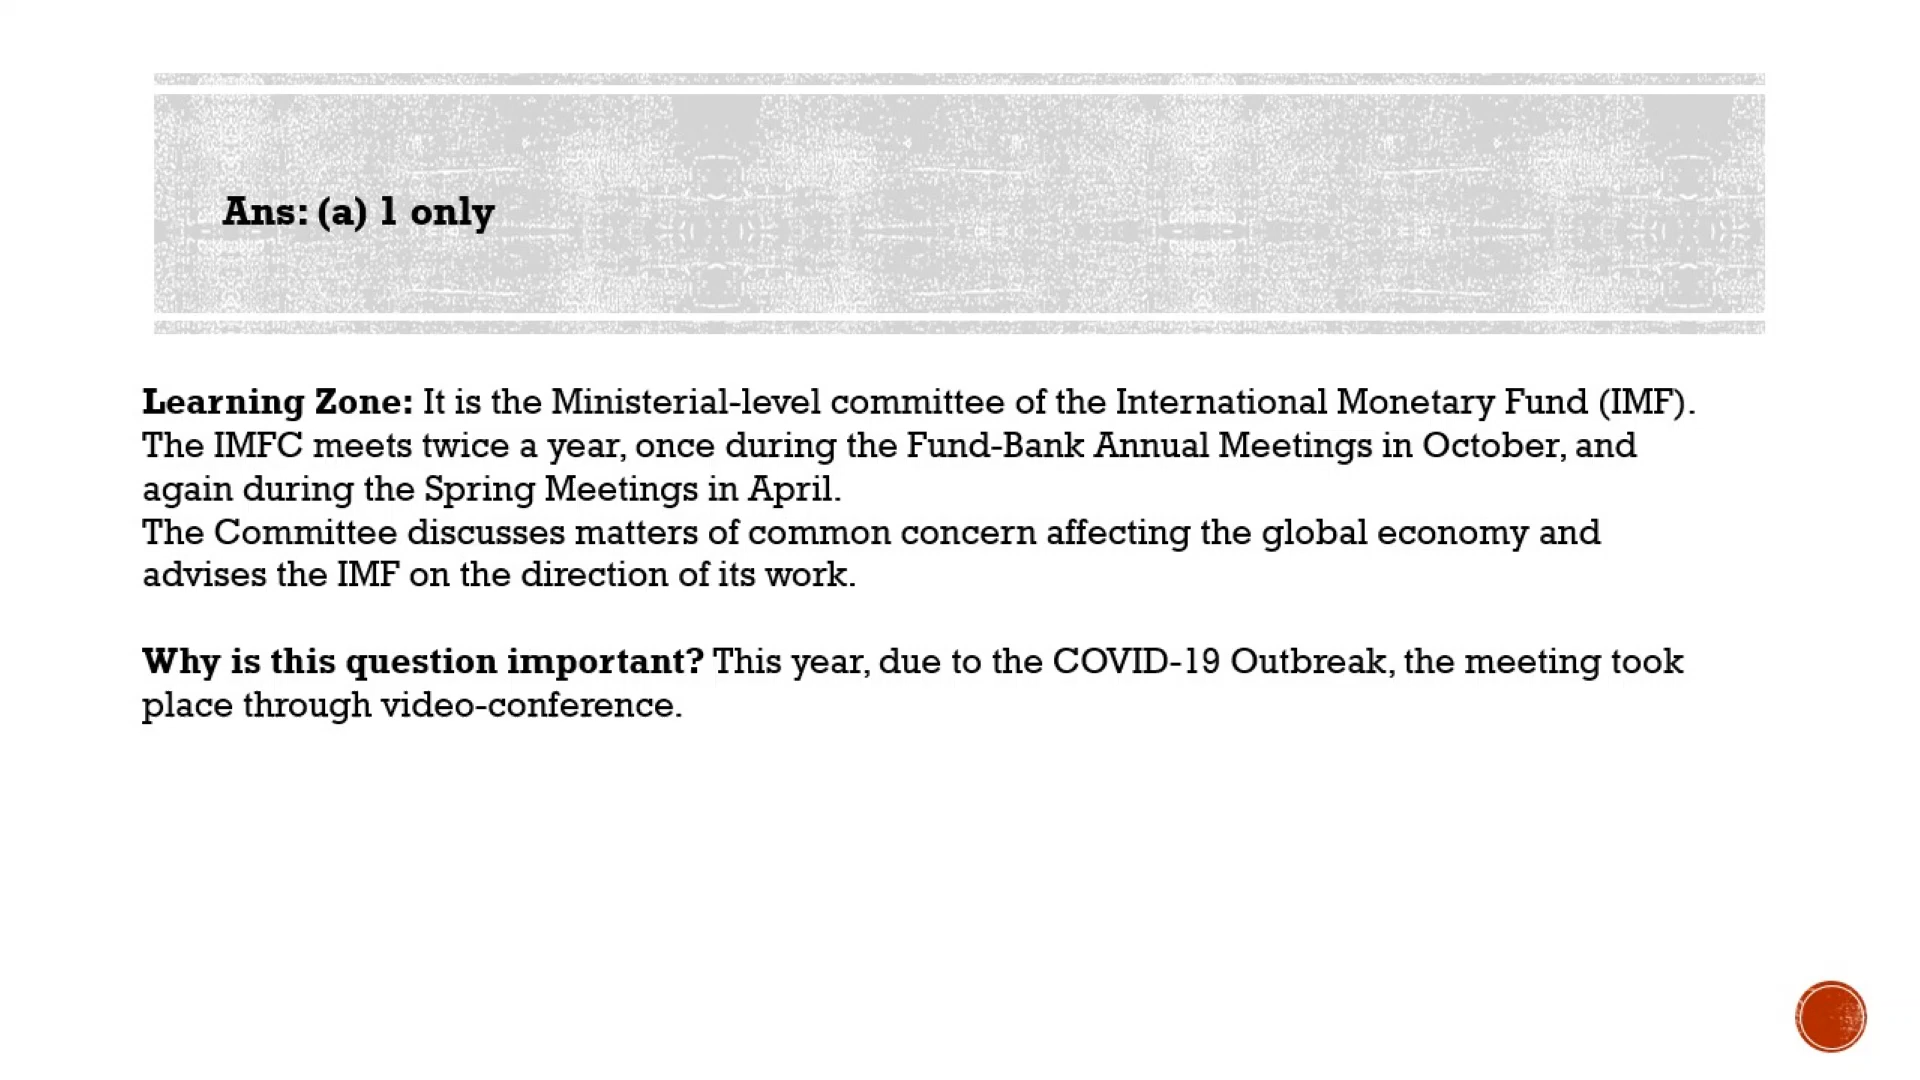 Ans: (a) 1 only
Learning Zone: It is the Ministerial-level committee of the International Monetary Fund (IMF).
The IMFC meets twice a year, once during the Fund-Bank Annual Meetings in October, and
again during the Spring Meetings in April.
The Committee discusses matters of common concern affecting the global economy and
advises the IMF on the direction of its work.
Why is this question important? This year, due to the COVID-19 Outbreak, the meeting took
place through video-conference.